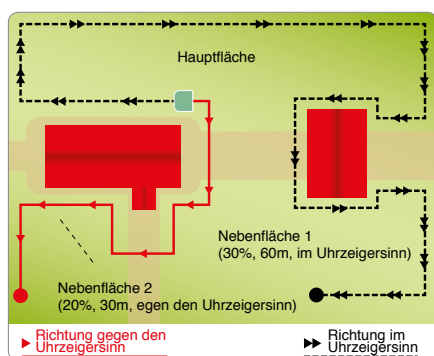 Hauptfläche
Nebenfläche 1
(30%, 60m, im Uhrzeigersinn)
Nebenfläche 2
(20%, 30m, egen den Uhrzeigersinn)
Richtung gegen den
Uhrzeigersinn
Richtung im
Uhrzeigersinn